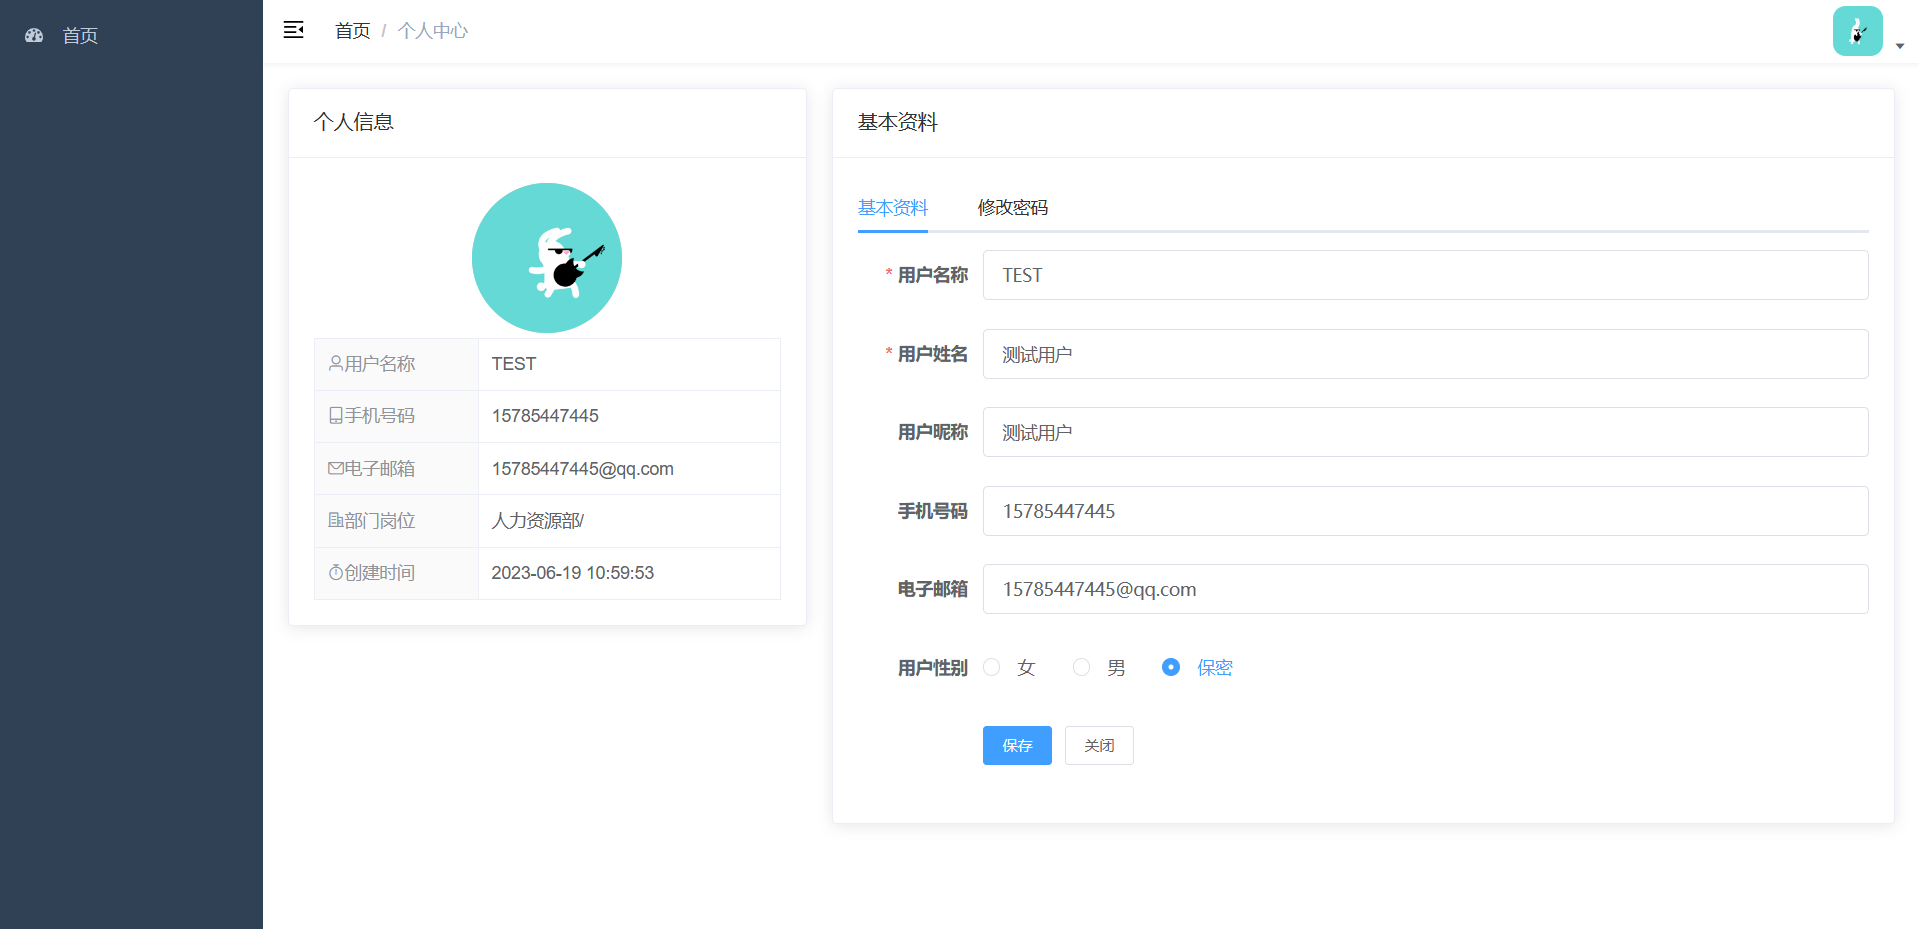 首页
首页 / 个人中心
个人信息
用户名称 TEST
手机号码 15785447445
电子邮箱 15785447445@qq.com
部门岗位 人力资源部/
创建时间 2023-06-19 10:59:53
基本资料
基本资料 修改密码
* 用户名称 TEST
* 用户姓名 测试用户
用户昵称 测试用户
手机号码 15785447445
电子邮箱 15785447445@qq.com
用户性别 女 男 保密
保存 关闭